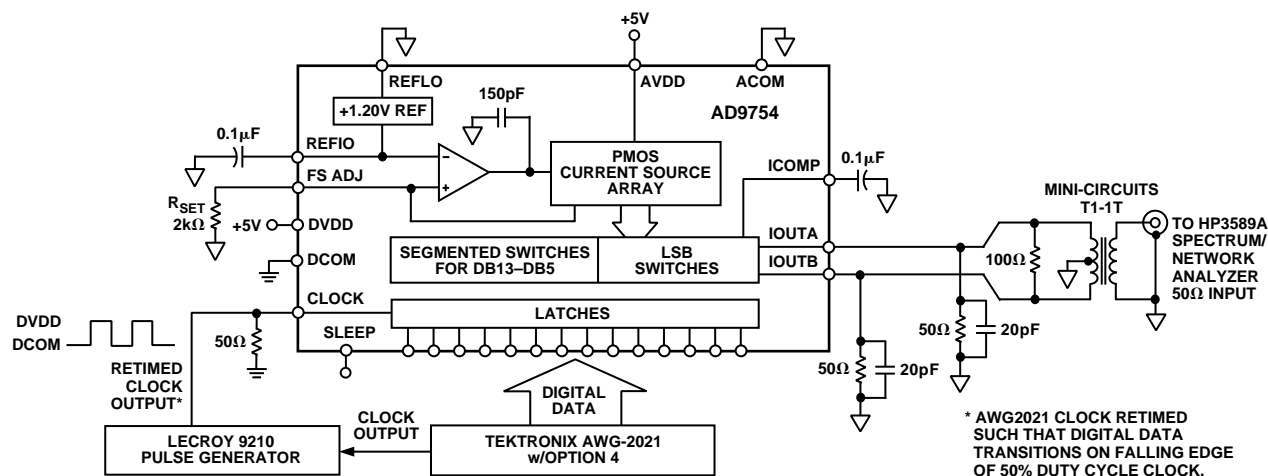 +5V
REFLO
AVDD
ACOM
+1.20V REF
150pF
AD9754
0.1µF
REFIO
–
+
FS ADJ
PMOS
CURRENT SOURCE
ARRAY
ICOMP
0.1µF
RSET
2kΩ
+5V
DVDD
DCOM
SEGMENTED SWITCHES
FOR DB13–DB5
LSB
SWITCHES
IOUTA
IOUTB
MINI-CIRCUITS
T1-1T
100Ω
TO HP3589A
SPECTRUM/
NETWORK
ANALYZER
50Ω INPUT
CLOCK
LATCHES
DVDD
DCOM
50Ω
SLEEP
50Ω
20pF
50Ω
20pF
RETIMED
CLOCK
OUTPUT*
DIGITAL
DATA
CLOCK
OUTPUT
LECROY 9210
PULSE GENERATOR
TEKTRONIX AWG-2021
w/OPTION 4
* AWG2021 CLOCK RETIMED
SUCH THAT DIGITAL DATA
TRANSITIONS ON FALLING EDGE
OF 50% DUTY CYCLE CLOCK.